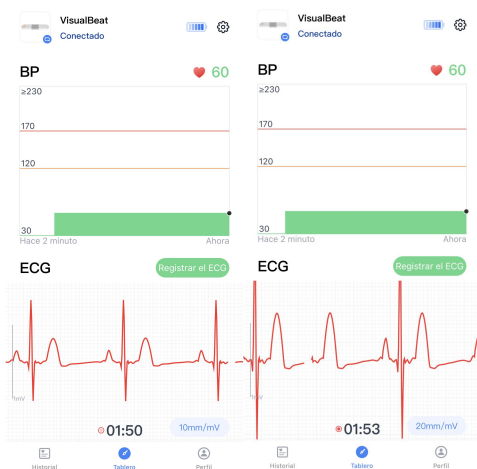 VisualBeat
Conectado
BP
60
≥230
170
120
30
Hace 2 minuto
Ahora
ECG
Registrar el ECG
1mV
01:50
10mm/mV
Historial
Tablero
Perfil
VisualBeat
Conectado
BP
60
≥230
170
120
30
Hace 2 minuto
Ahora
ECG
Registrar el ECG
1mV
01:53
20mm/mV
Historial
Tablero
Perfil